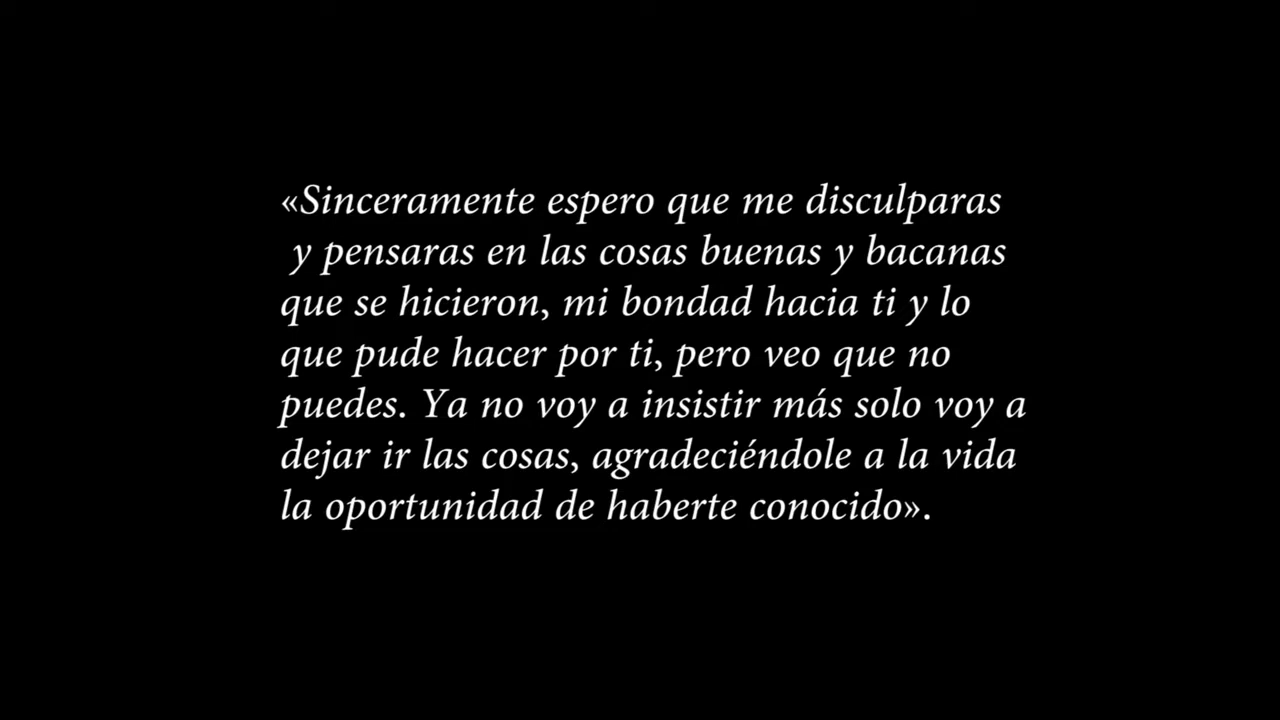 «Sinceramente espero que me disculparas
y pensaras en las cosas buenas y bacanas
que se hicieron, mi bondad hacia ti y lo
que pude hacer por ti, pero veo que no
puedes. Ya no voy a insistir más solo voy a
dejar ir las cosas, agradeciéndole a la vida
la oportunidad de haberte conocido».